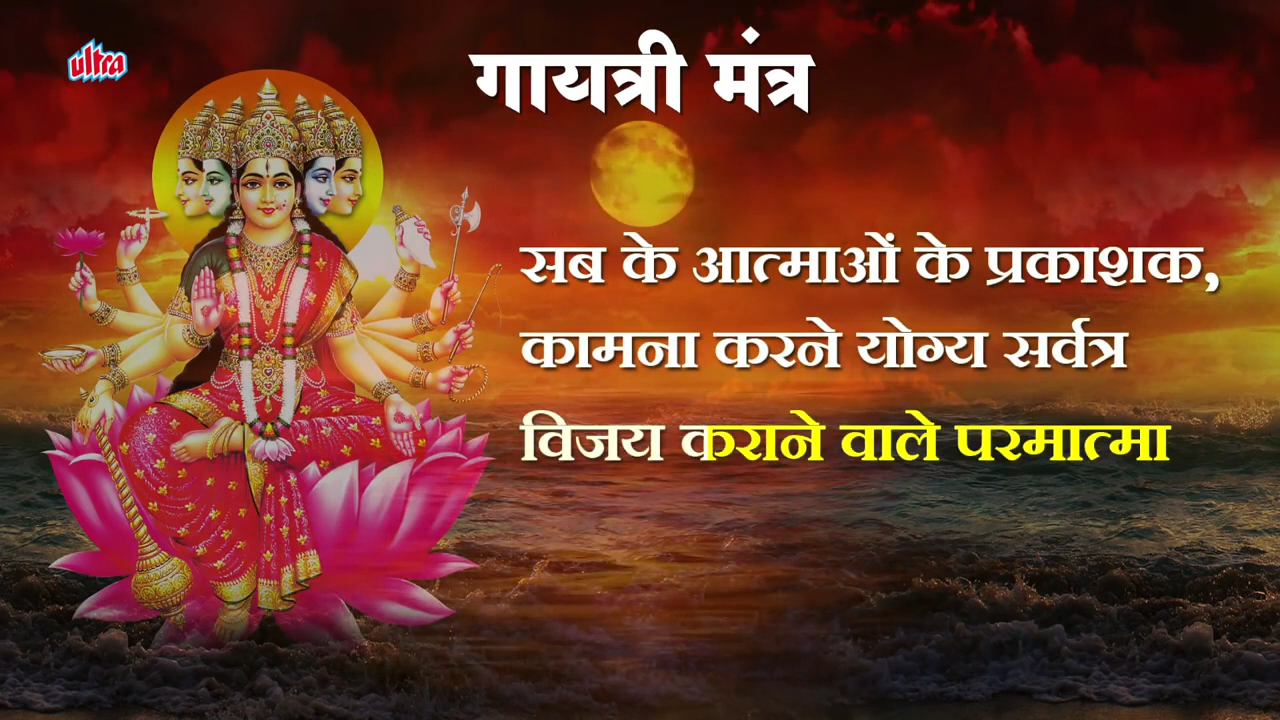 ultra
गायत्री मंत्र
सब के आत्माओं के प्रकाशक,
कामना करने योग्य सर्वत्र
विजय कराने वाले परमात्मा